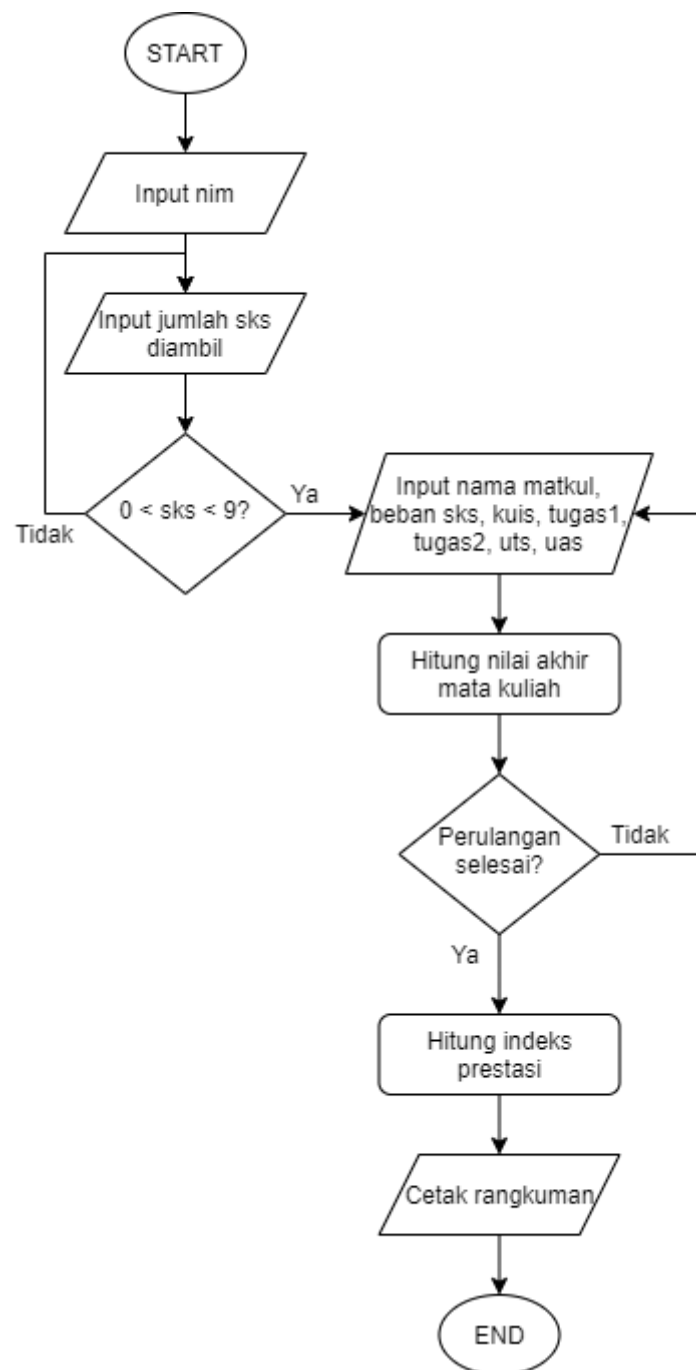 START
Input nim
Input jumlah sks
diambil
0 < sks < 9?
Ya
Tidak
Input nama matkul,
beban sks, kuis, tugas1,
tugas2, uts, uas
Hitung nilai akhir
mata kuliah
Perulangan
selesai?
Tidak
Ya
Hitung indeks
prestasi
Cetak rangkuman
END